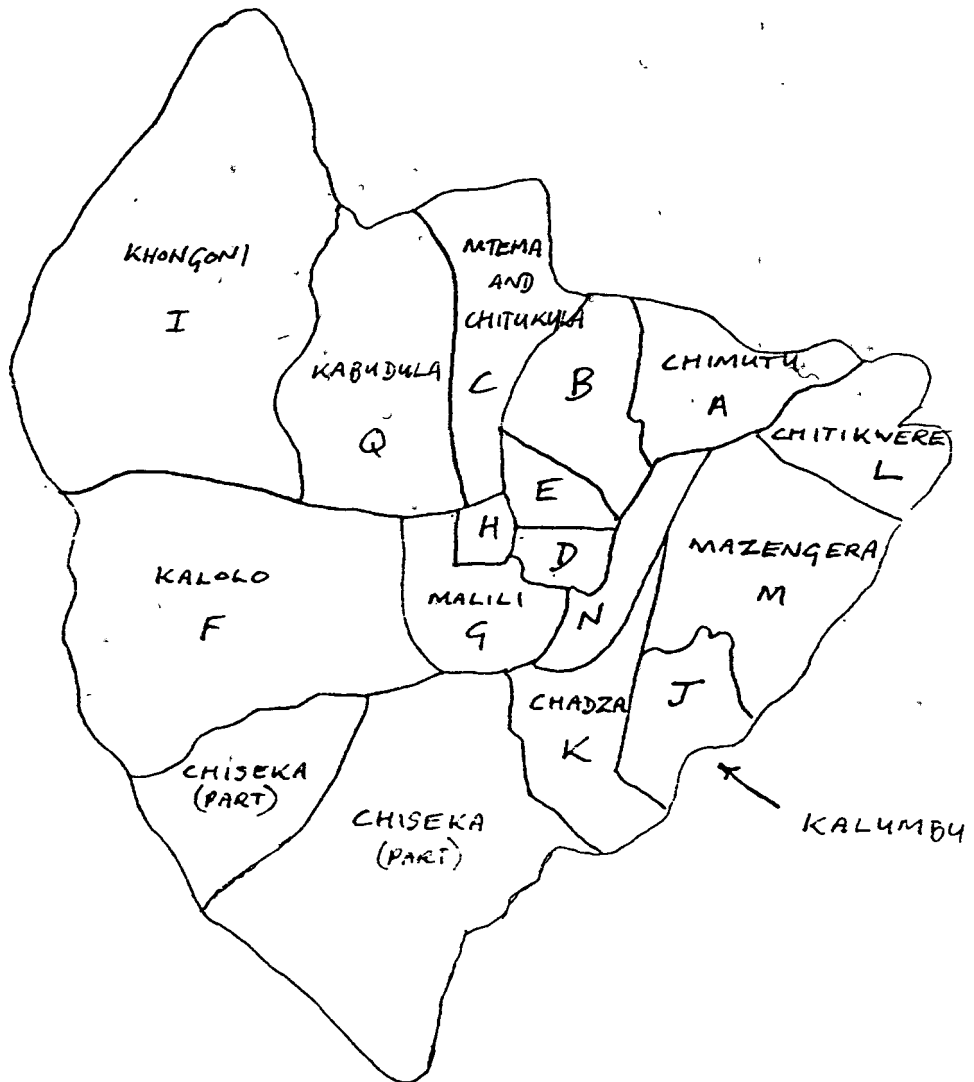 KHONGONI
I
KABUDULA
Q
MTEMA
AND
CHITUKULA
C
B
CHIMUTU
A
CHITIKWERE
L
E
H
D
MAZENGERA
M
KALOLO
F
MALILI
G
N
J
CHADZA
K
CHISEKA
(PART)
CHISEKA
(PART)
KALUMBU